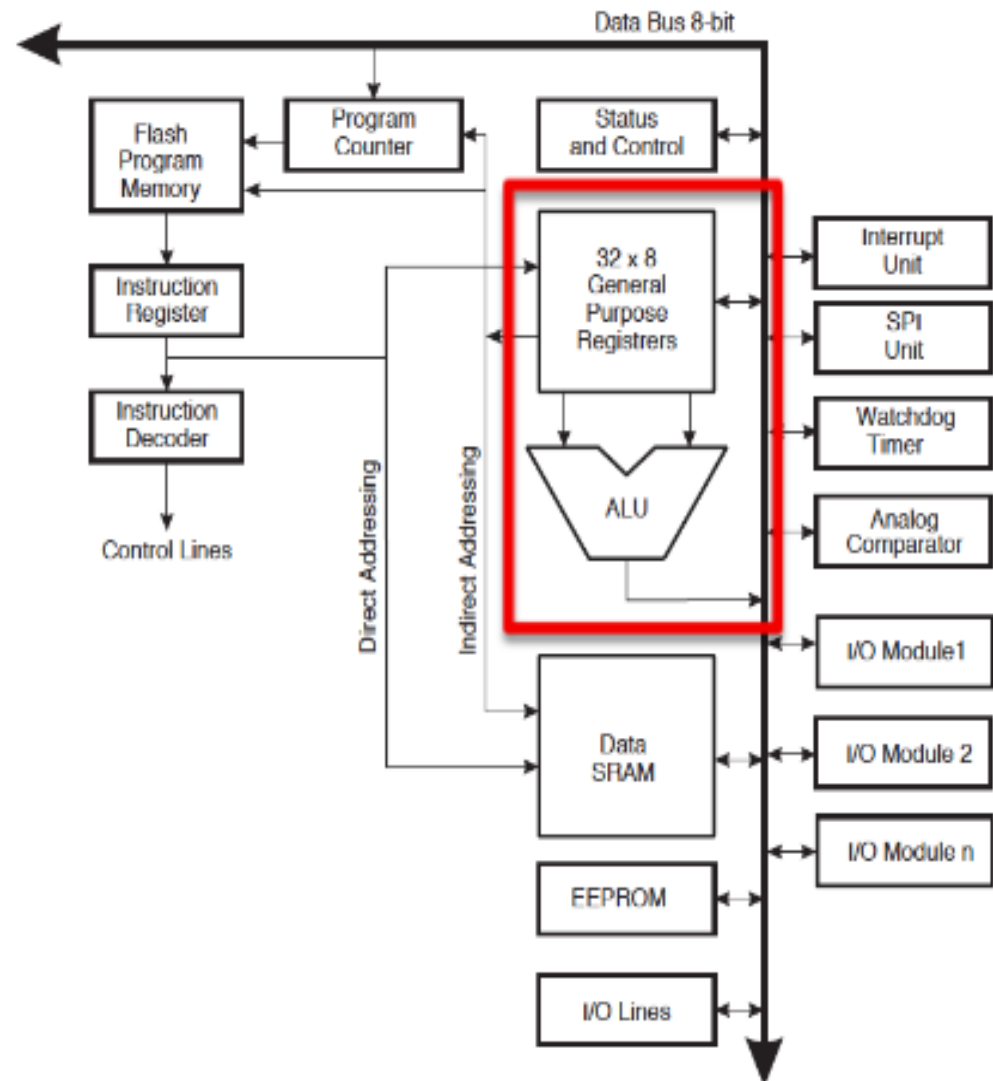 Data Bus 8-bit
Flash
Program
Memory
Program
Counter
Status
and Control
32 x 8
General
Purpose
Registrers
Interrupt
Unit
Instruction
Register
SPI
Unit
Instruction
Decoder
Watchdog
Timer
ALU
Analog
Comparator
Control Lines
Direct Addressing
Indirect Addressing
I/O Module1
Data
SRAM
I/O Module 2
I/O Module n
EEPROM
I/O Lines